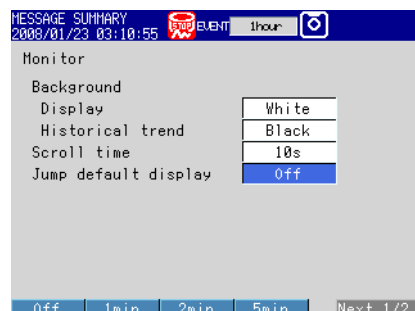 MESSAGE SUMMARY
2008/01/23 03:10:55 STOP EVENT 1hour
Monitor
Background
Display White
Historical trend Black
Scroll time 10s
Jump default display Off
Off 1min 2min 5min Next 1/2